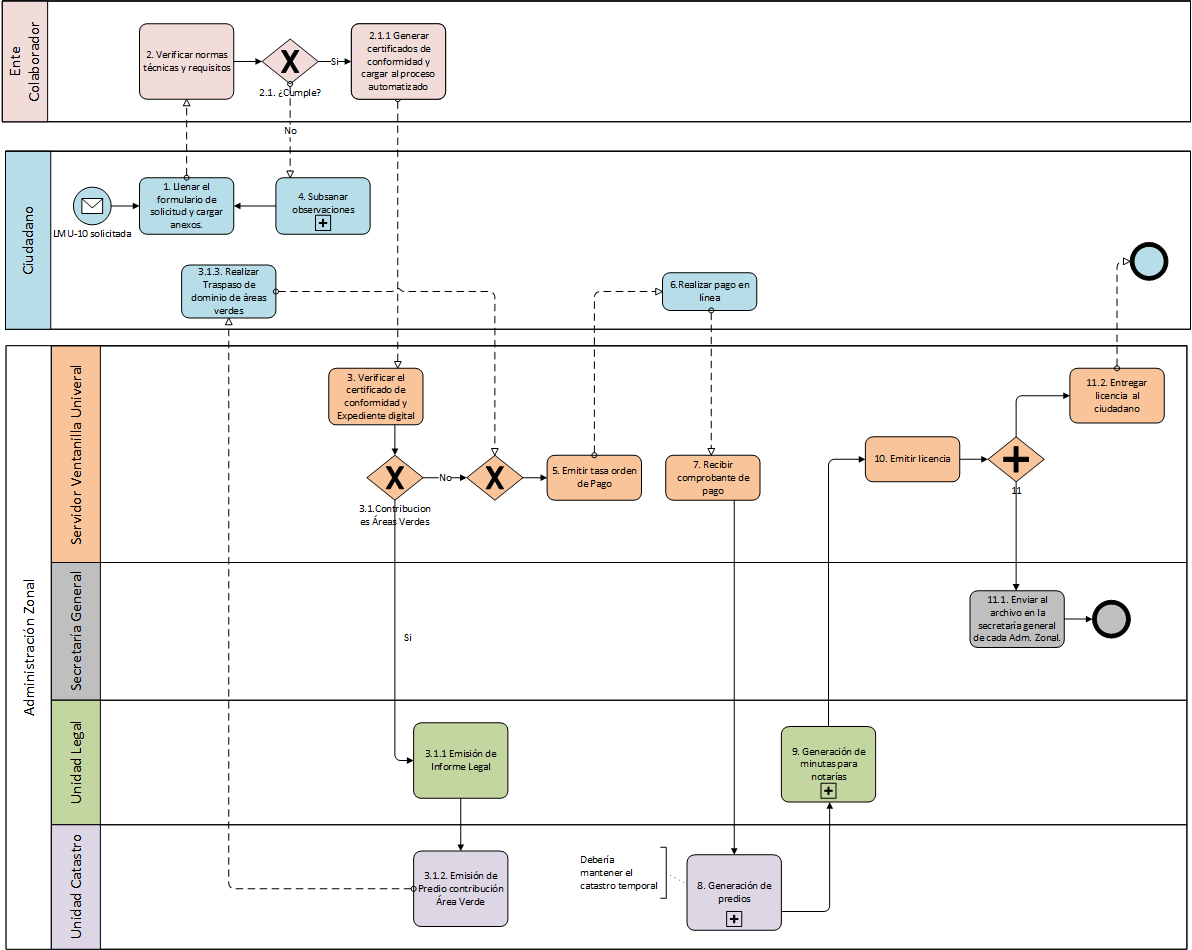 Ente
Colaborador
2. Verificar normas
técnicas y requisitos
2.1. ¿Cumple?
Si
2.1.1 Generar
certificados de
conformidad y
cargar al proceso
automatizado
No
Ciudadano
LMU-10 solicitada
1. Llenar el
formulario de
solicitud y cargar
anexos.
4. Subsanar
observaciones
3.1.3. Realizar
Traspaso de
dominio de áreas
verdes
6.Realizar pago en
línea
Administración Zonal
Servidor Ventanilla Univeral
3. Verificar el
certificado de
conformidad y
Expediente digital
3.1.Contribucion
es Áreas Verdes
No
5. Emitir tasa orden
de Pago
7. Recibir
comprobante de
pago
10. Emitir licencia
11
11.2. Entregar
licencia al
ciudadano
Secretaría General
Si
11.1. Enviar al
archivo en la
secretaría general
de cada Adm. Zonal.
Unidad Legal
3.1.1 Emisión de
Informe Legal
9. Generación de
minutas para
notarías
Unidad Catastro
3.1.2. Emisión de
Predio contribución
Área Verde
Debería
mantener el
catastro temporal
8. Generación de
predios